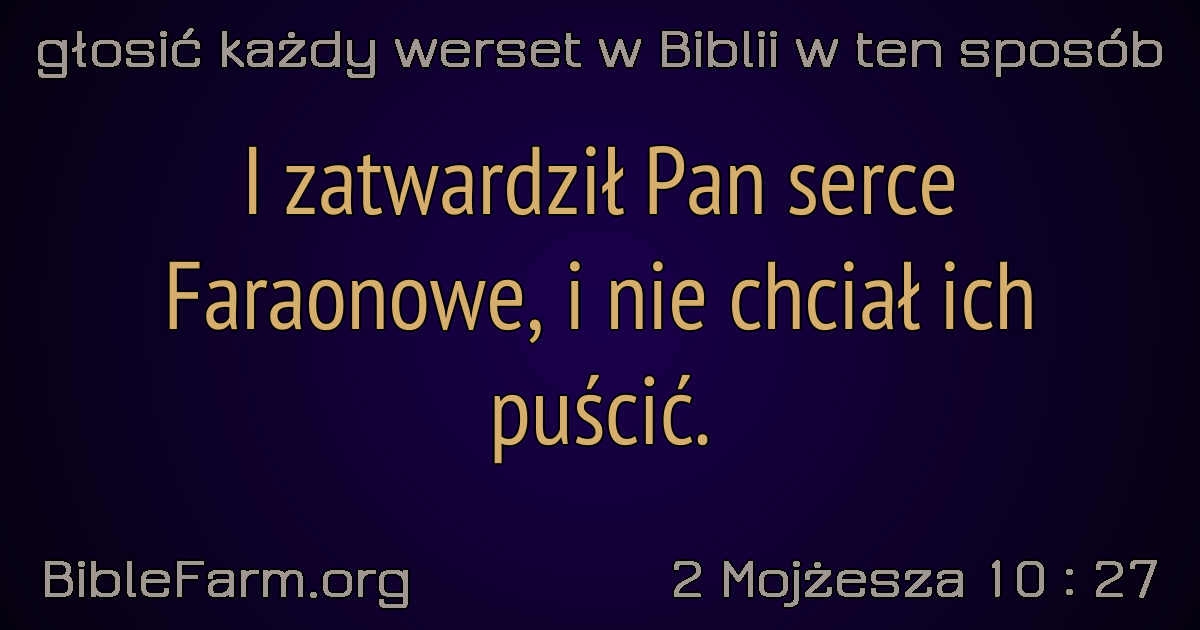 głosić każdy werset w Biblii w ten sposób
I zatwardził Pan serce
Faraonowe, i nie chciał ich
puścić.
BibleFarm.org
2 Mojżesza 10 : 27